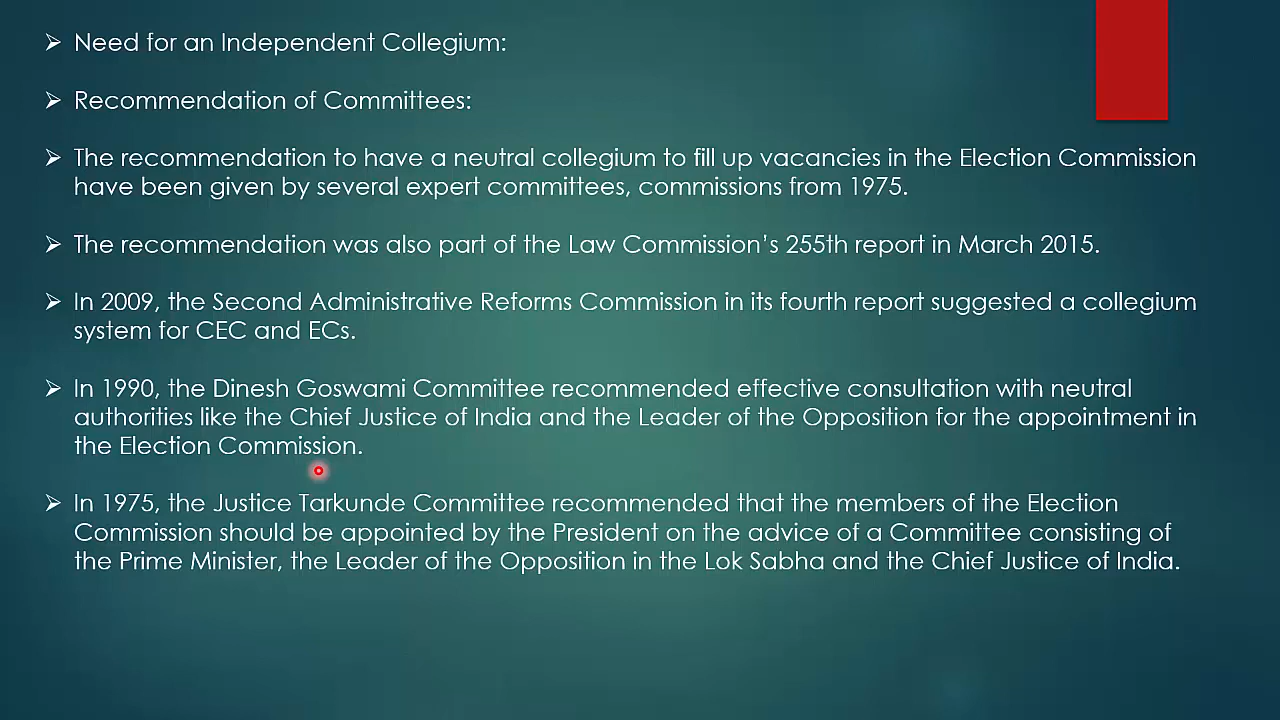 ➢ Need for an Independent Collegium:
➢ Recommendation of Committees:
➢ The recommendation to have a neutral collegium to fill up vacancies in the Election Commission
have been given by several expert committees, commissions from 1975.
➢ The recommendation was also part of the Law Commission’s 255th report in March 2015.
➢ In 2009, the Second Administrative Reforms Commission in its fourth report suggested a collegium
system for CEC and ECs.
➢ In 1990, the Dinesh Goswami Committee recommended effective consultation with neutral
authorities like the Chief Justice of India and the Leader of the Opposition for the appointment in
the Election Commission.
➢ In 1975, the Justice Tarkunde Committee recommended that the members of the Election
Commission should be appointed by the President on the advice of a Committee consisting of
the Prime Minister, the Leader of the Opposition in the Lok Sabha and the Chief Justice of India.